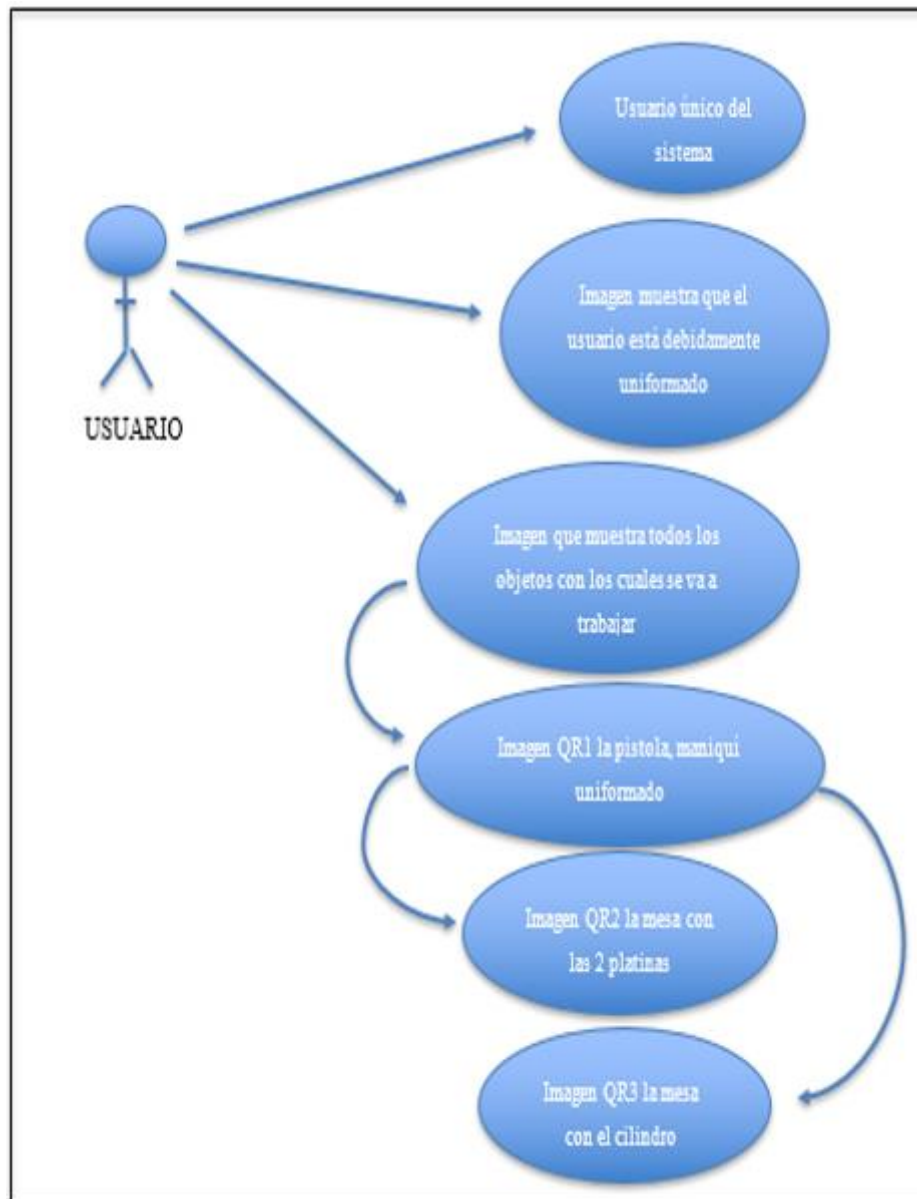 Usuario único del
sistema
Imagen muestra que el
usuario está debidamente
uniformado
USUARIO
Imagen que muestra todos los
objetos con los cuales se va a
trabajar
Imagen QR1 la pistola, maniquí
uniformado
Imagen QR2 la mesa con
las 2 platinas
Imagen QR3 la mesa
con el cilindro